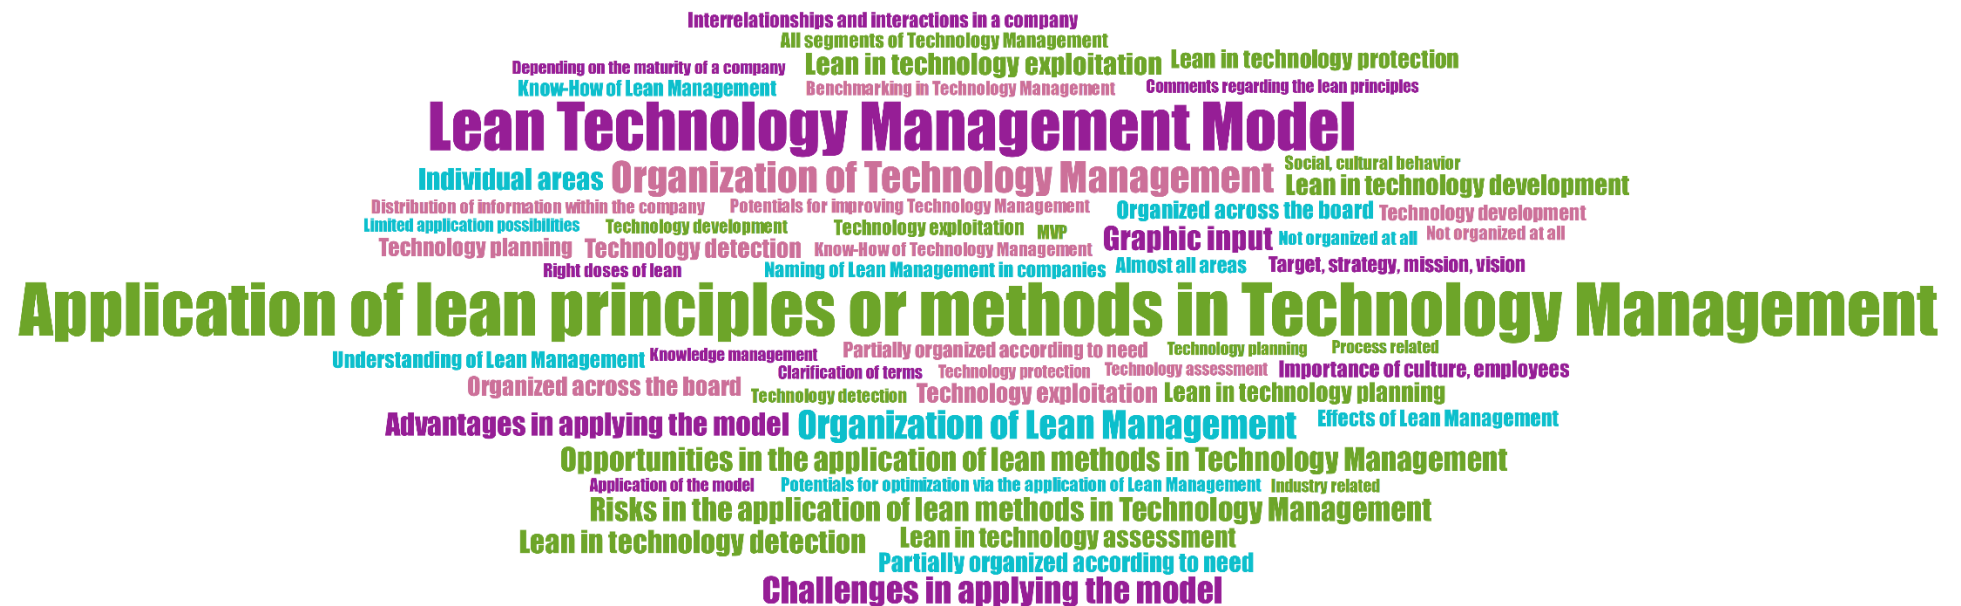 Interrelationships and interactions in a company
All segments of Technology Management
Depending on the maturity of a company Lean in technology exploitation Lean in technology protection
Know-How of Lean Management Benchmarking in Technology Management Comments regarding the lean principles
Lean Technology Management Model
Individual areas Organization of Technology Management Social, cultural behavior
Lean in technology development
Distribution of information within the company Potentials for improving Technology Management Organized across the board Technology development
Limited application possibilities Technology development Technology exploitation MVP Graphic input Not organized at all Not organized at all
Technology planning Technology detection Know-How of Technology Management
Right doses of lean Naming of Lean Management in companies Almost all areas Target, strategy, mission, vision
Application of lean principles or methods in Technology Management
Understanding of Lean Management Knowledge management Partially organized according to need Technology planning Process related
Clarification of terms Technology protection Technology assessment Importance of culture, employees
Organized across the board Technology detection Technology exploitation Lean in technology planning
Advantages in applying the model Organization of Lean Management Effects of Lean Management
Opportunities in the application of lean methods in Technology Management
Application of the model Potentials for optimization via the application of Lean Management Industry related
Risks in the application of lean methods in Technology Management
Lean in technology detection Lean in technology assessment
Partially organized according to need
Challenges in applying the model